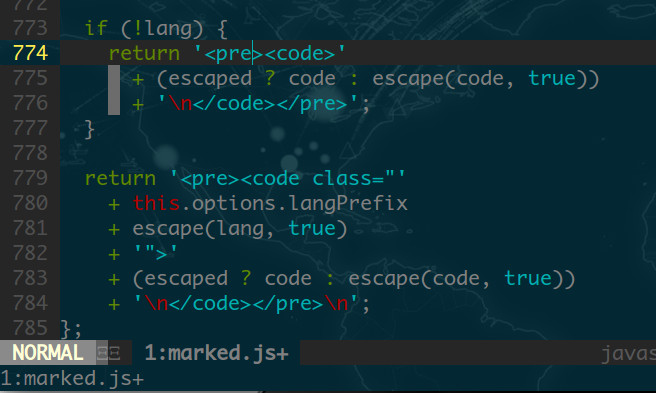 772
773 if (!lang) {
774 return '<pre><code>'
775 + (escaped ? code : escape(code, true))
776 + '\n</code></pre>';
777 }
778
779 return '<pre><code class="'
780 + this.options.langPrefix
781 + escape(lang, true)
782 + '">'
783 + (escaped ? code : escape(code, true))
784 + '\n</code></pre>\n';
785 };
NORMAL 1:marked.js+ javas
1:marked.js+